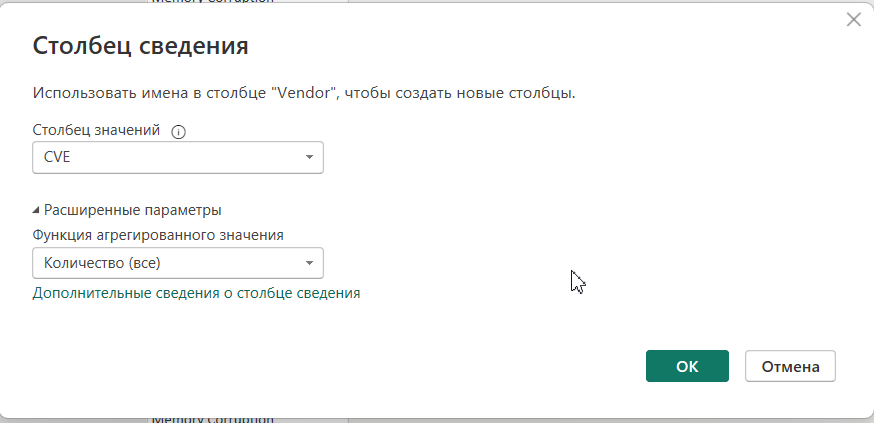 Memory Corruption
Столбец сведения
Использовать имена в столбце "Vendor", чтобы создать новые столбцы.
Столбец значений
CVE
Расширенные параметры
Функция агрегированного значения
Количество (все)
Дополнительные сведения о столбце сведения
ОК
Отмена
Memory Corruption